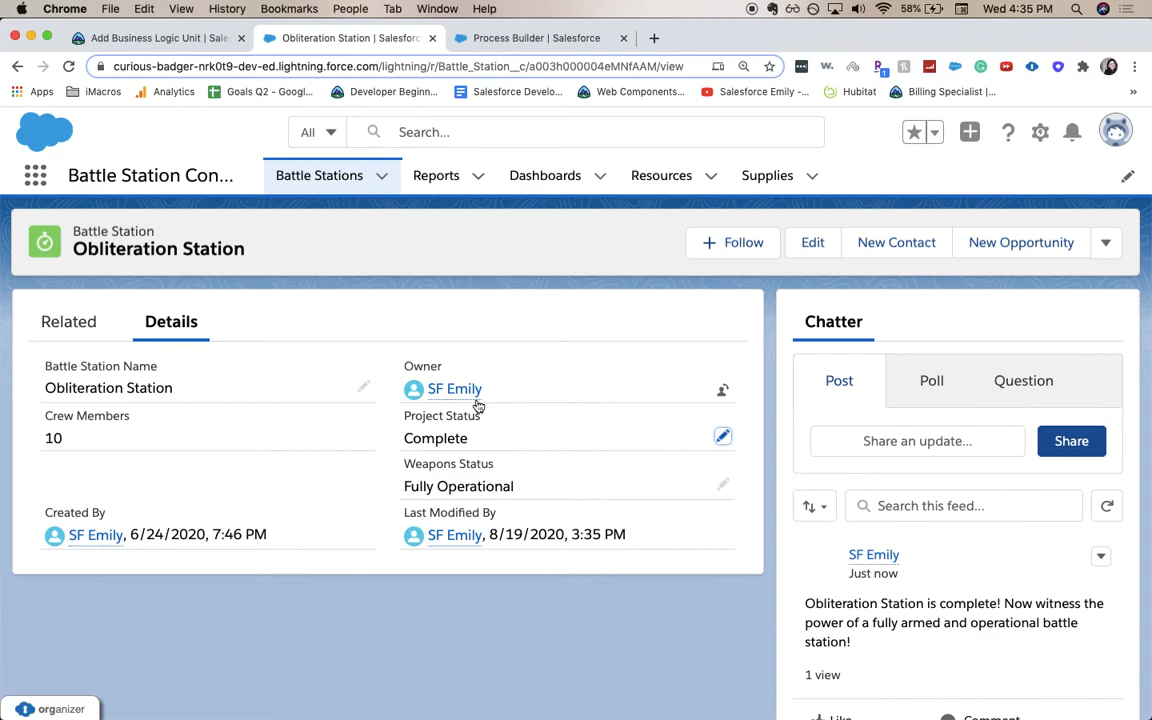 Chrome File Edit View History Bookmarks People Tab Window Help 58% Wed 4:35 PM
Add Business Logic Unit | Sales Obliteration Station | Salesforc Process Builder | Salesforce
curious-badger-nrk0t9-dev-ed.lightning.force.com/lightning/r/Battle_Station__c/a003h000004eMNfAAM/view
Apps iMacros Analytics Goals Q2 - Googl... Developer Beginn... Salesforce Develo... Web Components... Salesforce Emily -... Hubitat Billing Specialist |...
All Search...
Battle Station Con... Battle Stations Reports Dashboards Resources Supplies
Battle Station
Obliteration Station
Follow Edit New Contact New Opportunity
Related Details
Battle Station Name
Obliteration Station
Owner
SF Emily
Crew Members
10
Project Status
Complete
Weapons Status
Fully Operational
Created By
SF Emily, 6/24/2020, 7:46 PM
Last Modified By
SF Emily, 8/19/2020, 3:35 PM
Chatter
Post Poll Question
Share an update... Share
Search this feed...
SF Emily
Just now
Obliteration Station is complete! Now witness the
power of a fully armed and operational battle
station!
1 view
Like Comment
organizer